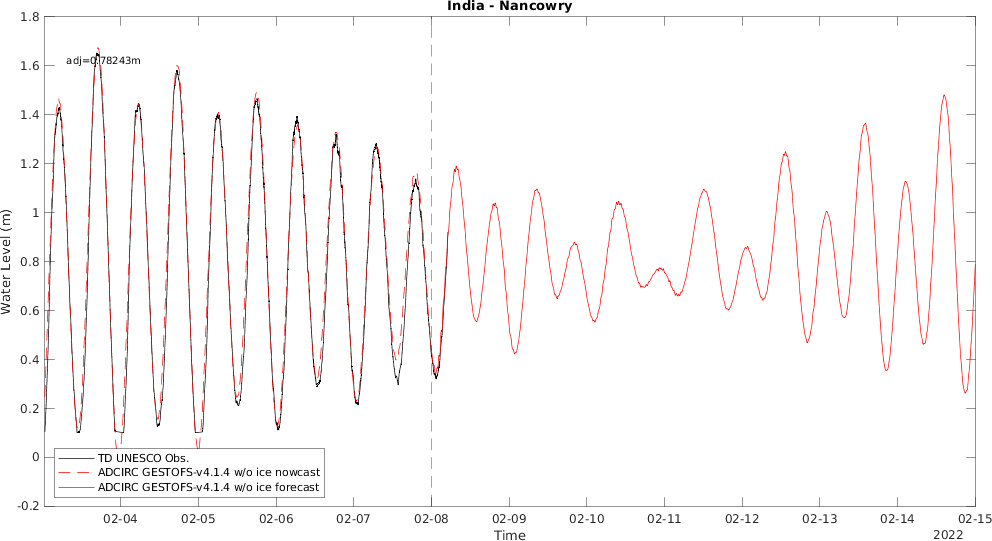 India - Nancowry
1.8
1.6
1.4
1.2
1
0.8
0.6
0.4
0.2
0
-0.2
Water Level (m)
adj=0.78243m
TD UNESCO Obs.
ADCIRC GESTOFS-v4.1.4 w/o ice nowcast
ADCIRC GESTOFS-v4.1.4 w/o ice forecast
02-04 02-05 02-06 02-07 02-08 02-09 02-10 02-11 02-12 02-13 02-14 02-15
Time
2022